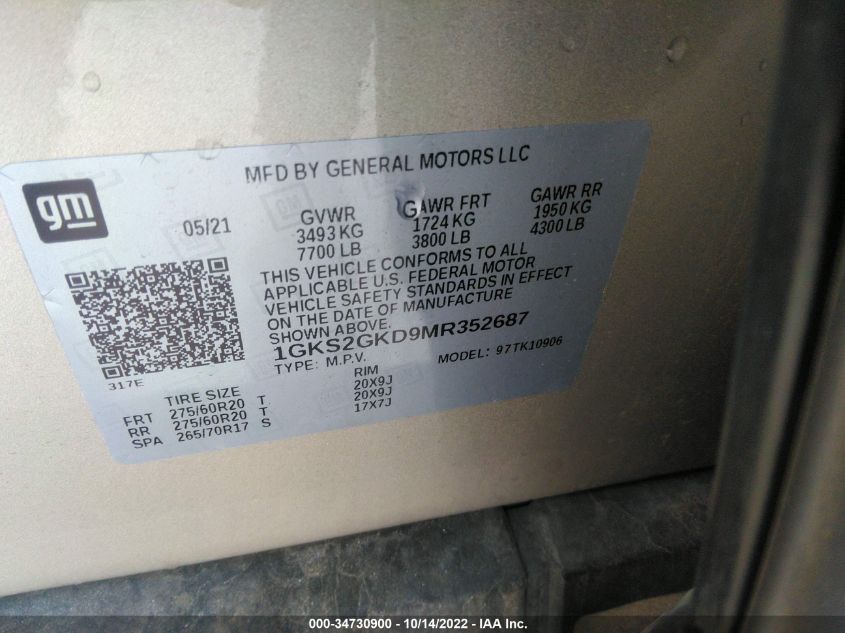 MFD BY GENERAL MOTORS LLC
gm
05/21
GVWR GAWR FRT GAWR RR
3493 KG 1724 KG 1950 KG
7700 LB 3800 LB 4300 LB
THIS VEHICLE CONFORMS TO ALL
APPLICABLE U.S. FEDERAL MOTOR
VEHICLE SAFETY STANDARDS IN EFFECT
ON THE DATE OF MANUFACTURE
SHOWN ABOVE.
1GKS2GKD9MR352687
TYPE: M.P.V. MODEL: 97TK10906
317E
TIRE SIZE RIM
FRT 275/60R20 T 20X9J
RR 275/60R20 T 20X9J
SPA 265/70R17 S 17X7J
000-34730900 - 10/14/2022 - IAA Inc.